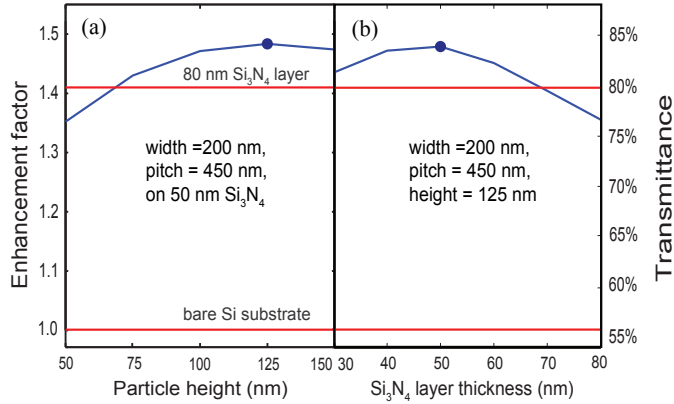 (a)
1.5
1.4
1.3
1.2
1.1
1.0
Enhancement factor
80 nm Si₃N₄ layer
width =200 nm,
pitch = 450 nm,
on 50 nm Si₃N₄
bare Si substrate
50
75
100
125
150
Particle height (nm)
(b)
width =200 nm,
pitch = 450 nm,
height = 125 nm
30
40
50
60
70
80
Si₃N₄ layer thickness (nm)
85%
80%
75%
70%
65%
60%
55%
Transmittance